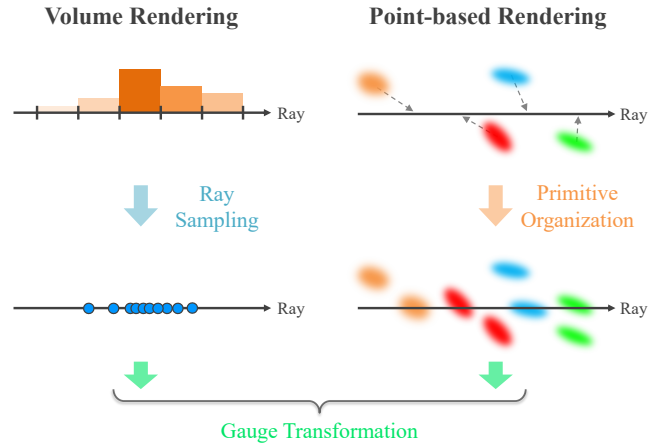 Volume Rendering
Point-based Rendering
Ray
Ray
Ray
Sampling
Primitive
Organization
Ray
Ray
Gauge Transformation